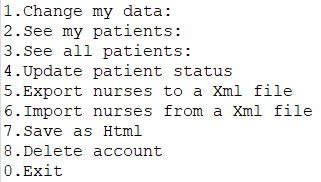 1.Change my data:
2.See my patients:
3.See all patients:
4.Update patient status
5.Export nurses to a Xml file
6.Import nurses from a Xml file
7.Save as Html
8.Delete account
0.Exit